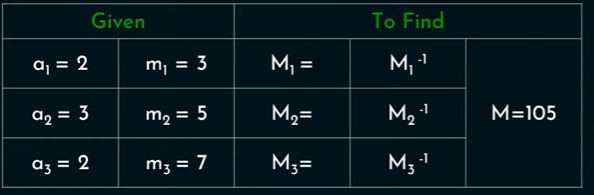 Given To Find
a₁ = 2 m₁ = 3 M₁ = M₁⁻¹
a₂ = 3 m₂ = 5 M₂= M₂⁻¹ M=105
a₃ = 2 m₃ = 7 M₃= M₃⁻¹